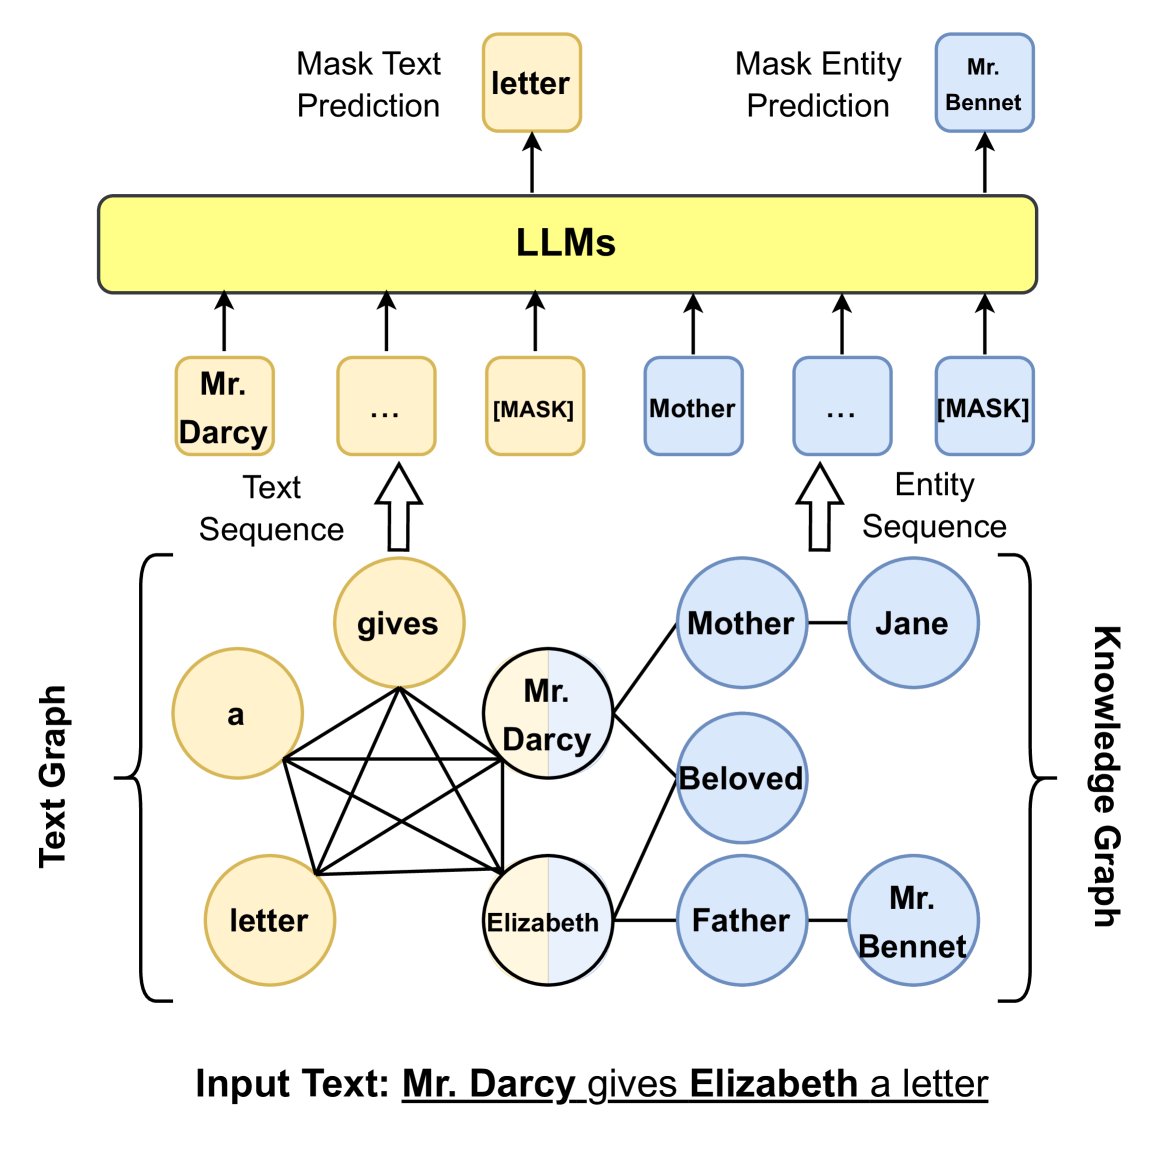 Mask Text
Prediction
letter
Mask Entity
Prediction
Mr.
Bennet
LLMs
Mr.
Darcy
...
[MASK]
Mother
...
[MASK]
Text
Sequence
Entity
Sequence
Text Graph
gives
a
Mr.
Darcy
letter
Elizabeth
Mother
Jane
Beloved
Father
Mr.
Bennet
Knowledge Graph
Input Text: Mr. Darcy gives Elizabeth a letter